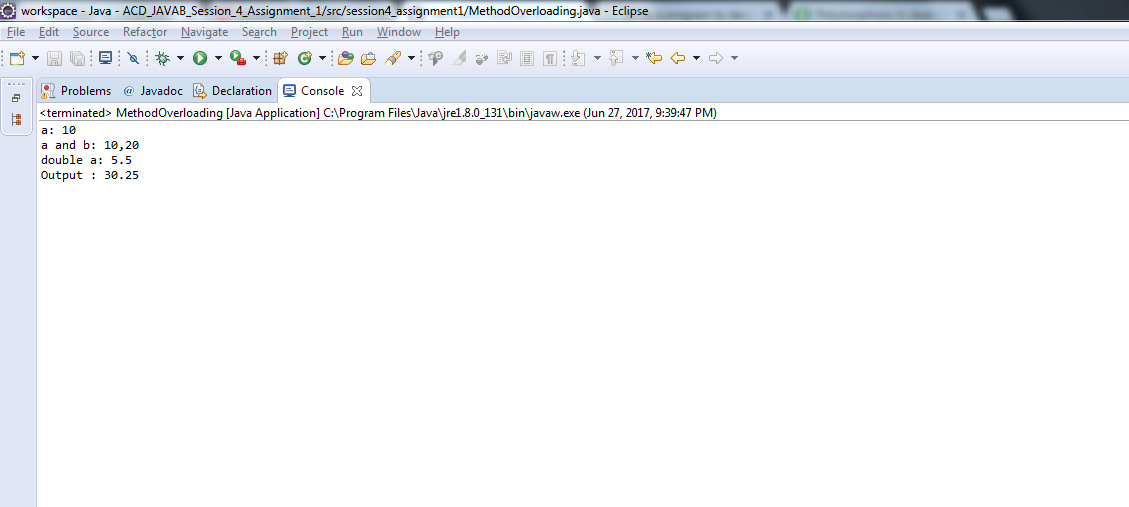 workspace - Java - ACD_JAVAB_Session_4_Assignment_1/src/session4_assignment1/MethodOverloading.java - Eclipse
File Edit Source Refactor Navigate Search Project Run Window Help
Problems @ Javadoc Declaration Console
<terminated> MethodOverloading [Java Application] C:\Program Files\Java\jre1.8.0_131\bin\javaw.exe (Jun 27, 2017, 9:39:47 PM)
a: 10
a and b: 10,20
double a: 5.5
Output : 30.25